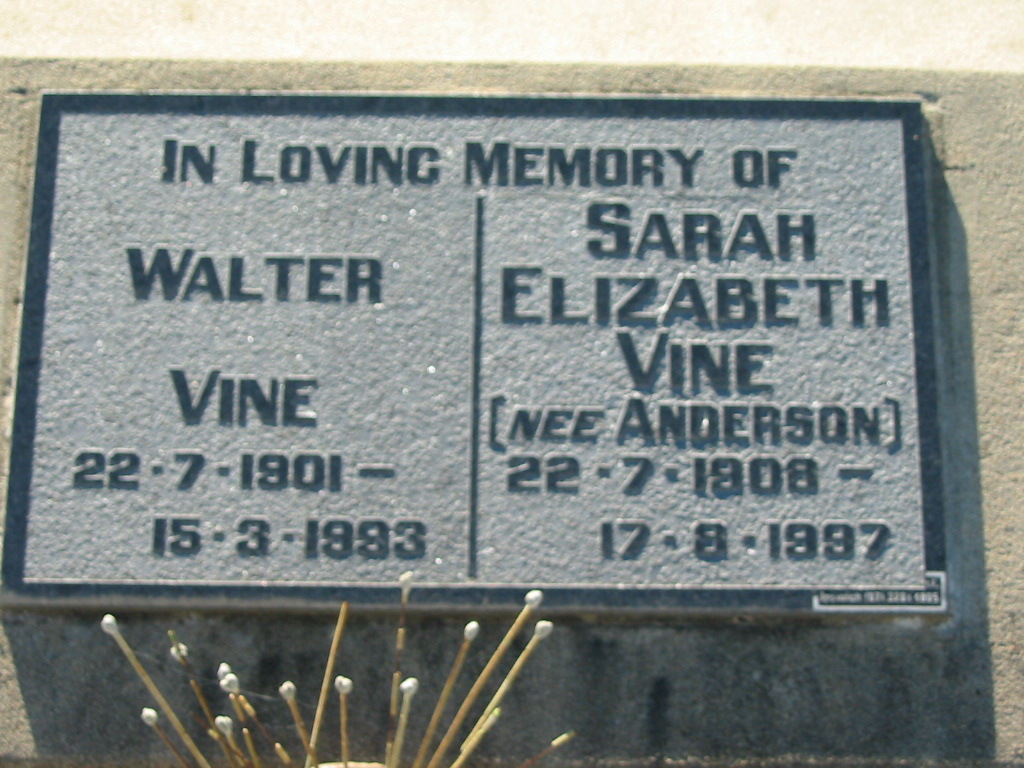 In Loving Memory of
Walter
Vine
22·7·1901 –
15·3·1993
Sarah
Elizabeth
Vine
(nee Anderson)
22·7·1908 –
17·8·1997